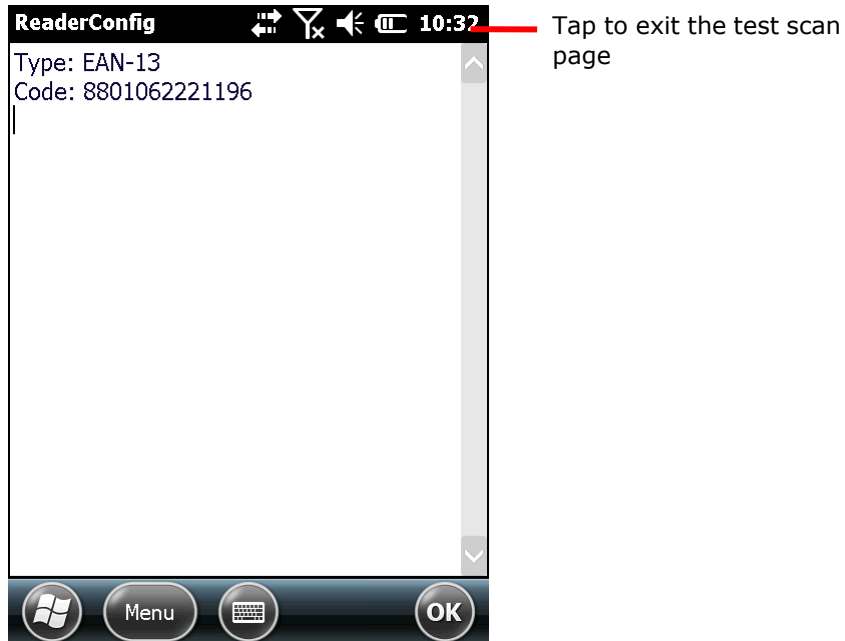 ReaderConfig 10:32
Tap to exit the test scan
page
Type: EAN-13
Code: 8801062221196
Menu OK